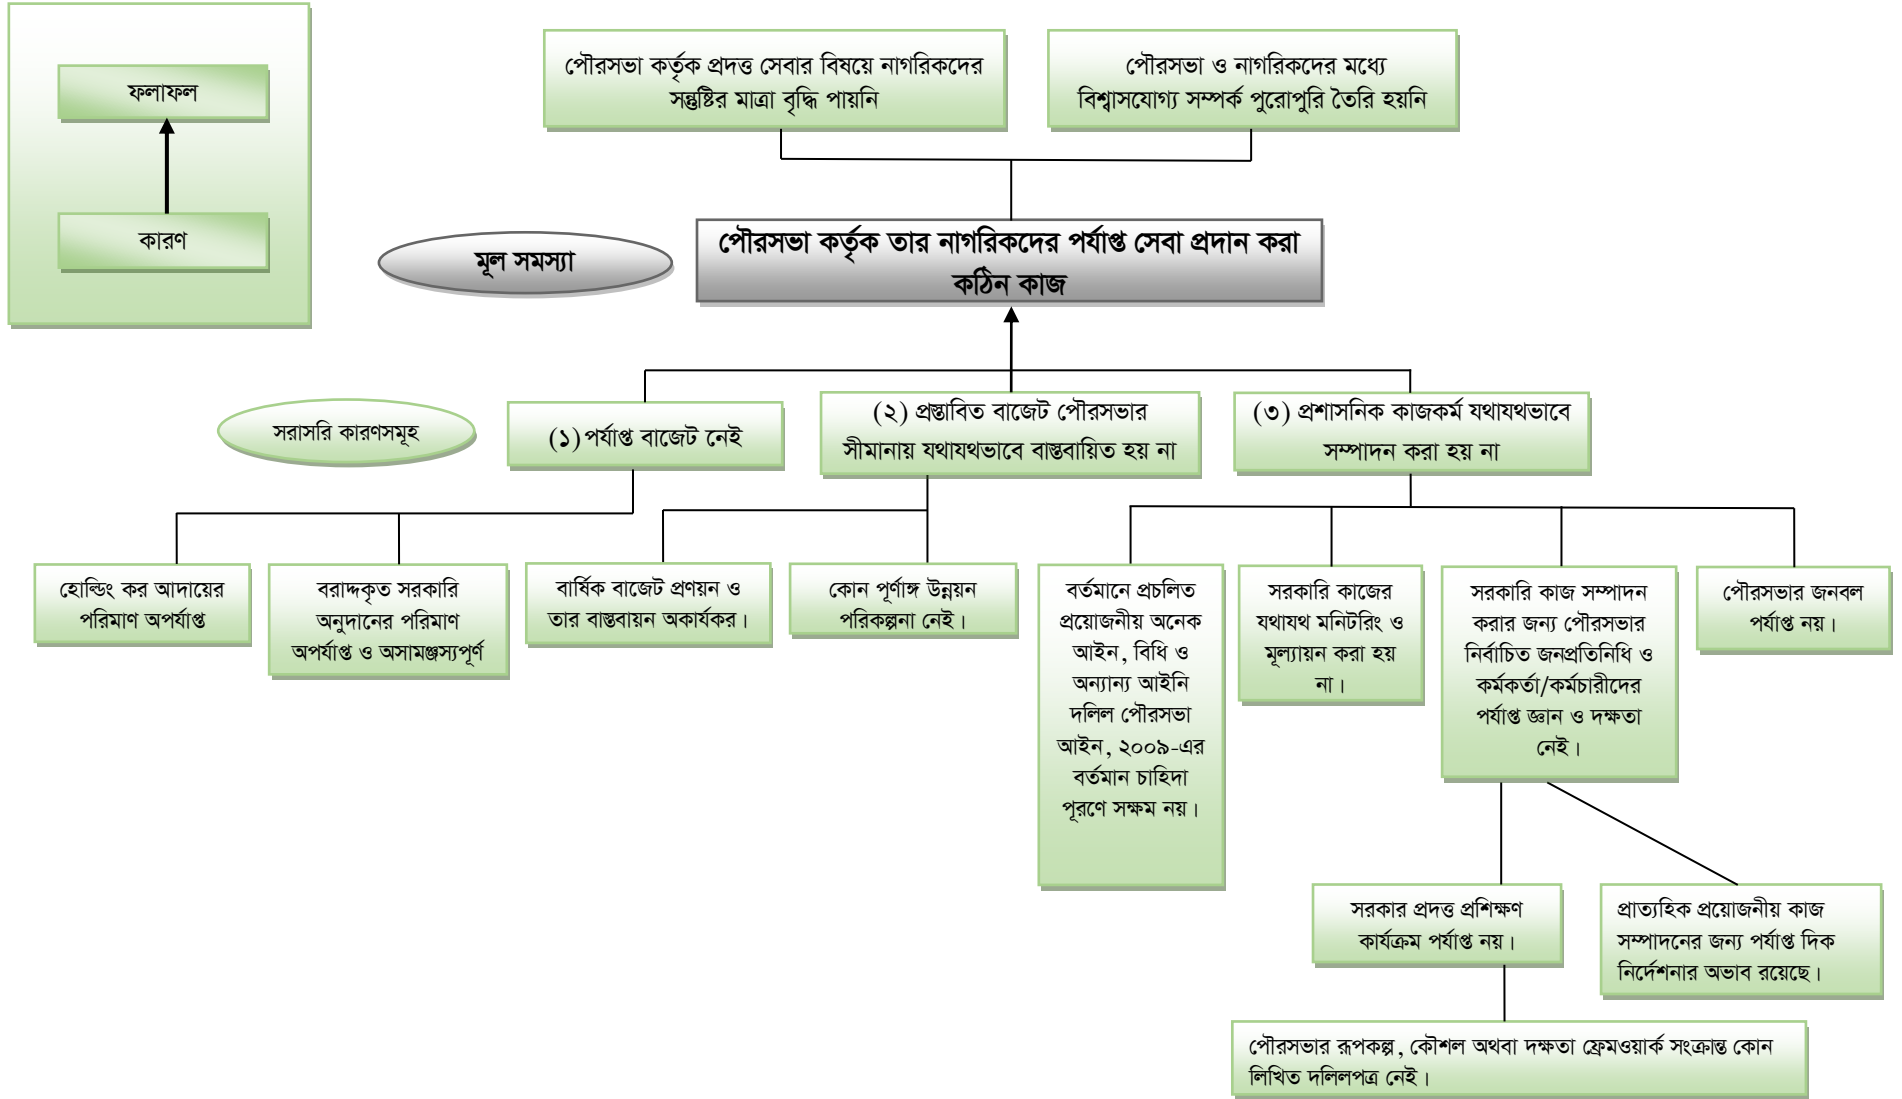 ফলাফল
কারণ
পৌরসভা কর্তৃক প্রদত্ত সেবার বিষয়ে নাগরিকদের
সন্তুষ্টির মাত্রা বৃদ্ধি পায়নি
পৌরসভা ও নাগরিকদের মধ্যে
বিশ্বাসযোগ্য সম্পর্ক পুরোপুরি তৈরি হয়নি
মূল সমস্যা
পৌরসভা কর্তৃক তার নাগরিকদের পর্যাপ্ত সেবা প্রদান করা
কঠিন কাজ
সরাসরি কারণসমূহ
(১) পর্যাপ্ত বাজেট নেই
(২) প্রস্তাবিত বাজেট পৌরসভার
সীমানায় যথাযথভাবে বাস্তবায়িত হয় না
(৩) প্রশাসনিক কাজকর্ম যথাযথভাবে
সম্পাদন করা হয় না
হোল্ডিং কর আদায়ের
পরিমাণ অপর্যাপ্ত
বরাদ্দকৃত সরকারি
অনুদানের পরিমাণ
অপর্যাপ্ত ও অসামঞ্জস্যপূর্ণ
বার্ষিক বাজেট প্রণয়ন ও
তার বাস্তবায়ন অকার্যকর।
কোন পূর্ণাঙ্গ উন্নয়ন
পরিকল্পনা নেই।
বর্তমানে প্রচলিত
প্রয়োজনীয় অনেক
আইন, বিধি ও
অন্যান্য আইনি
দলিল পৌরসভা
আইন, ২০০৯-এর
বর্তমান চাহিদা
পূরণে সক্ষম নয়।
সরকারি কাজের
যথাযথ মনিটরিং ও
মূল্যায়ন করা হয়
না।
সরকারি কাজ সম্পাদন
করার জন্য পৌরসভার
নির্বাচিত জনপ্রতিনিধি ও
কর্মকর্তা/কর্মচারীদের
পর্যাপ্ত জ্ঞান ও দক্ষতা
নেই।
পৌরসভার জনবল
পর্যাপ্ত নয়।
সরকার প্রদত্ত প্রশিক্ষণ
কার্যক্রম পর্যাপ্ত নয়।
প্রাত্যহিক প্রয়োজনীয় কাজ
সম্পাদনের জন্য পর্যাপ্ত দিক
নির্দেশনার অভাব রয়েছে।
পৌরসভার রূপকল্প, কৌশল অথবা দক্ষতা ফ্রেমওয়ার্ক সংক্রান্ত কোন
লিখিত দলিলপত্র নেই।